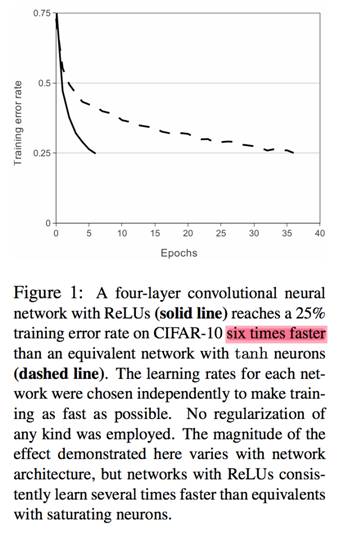 0.75
0.5
0.25
0
Training error rate
0 5 10 15 20 25 30 35 40
Epochs
Figure 1: A four-layer convolutional neural
network with ReLUs (solid line) reaches a 25%
training error rate on CIFAR-10 six times faster
than an equivalent network with tanh neurons
(dashed line). The learning rates for each net-
work were chosen independently to make train-
ing as fast as possible. No regularization of
any kind was employed. The magnitude of the
effect demonstrated here varies with network
architecture, but networks with ReLUs consis-
tently learn several times faster than equivalents
with saturating neurons.